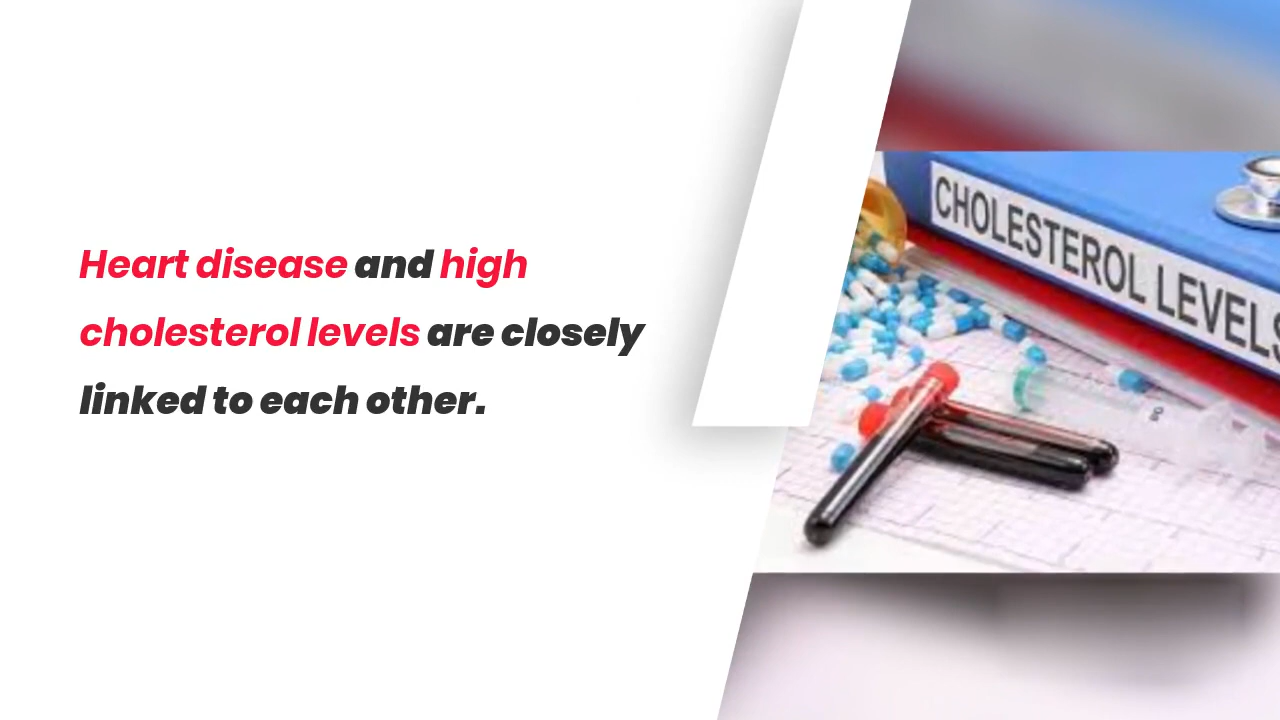 Heart disease and high
cholesterol levels are closely
linked to each other.
CHOLESTEROL LEVELS